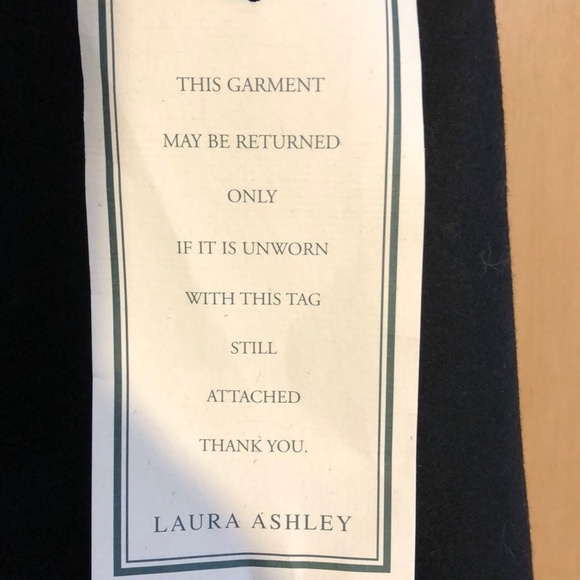 THIS GARMENT
MAY BE RETURNED
ONLY
IF IT IS UNWORN
WITH THIS TAG
STILL
ATTACHED
THANK YOU.
LAURA ASHLEY